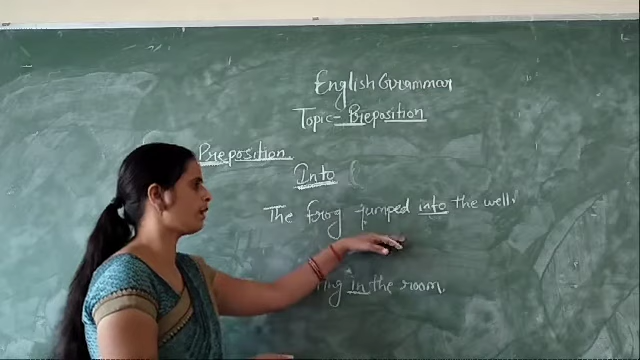 English Grammar
Topic- Preposition
Preposition.
Into (
The frog jumped into the well.
in the room.